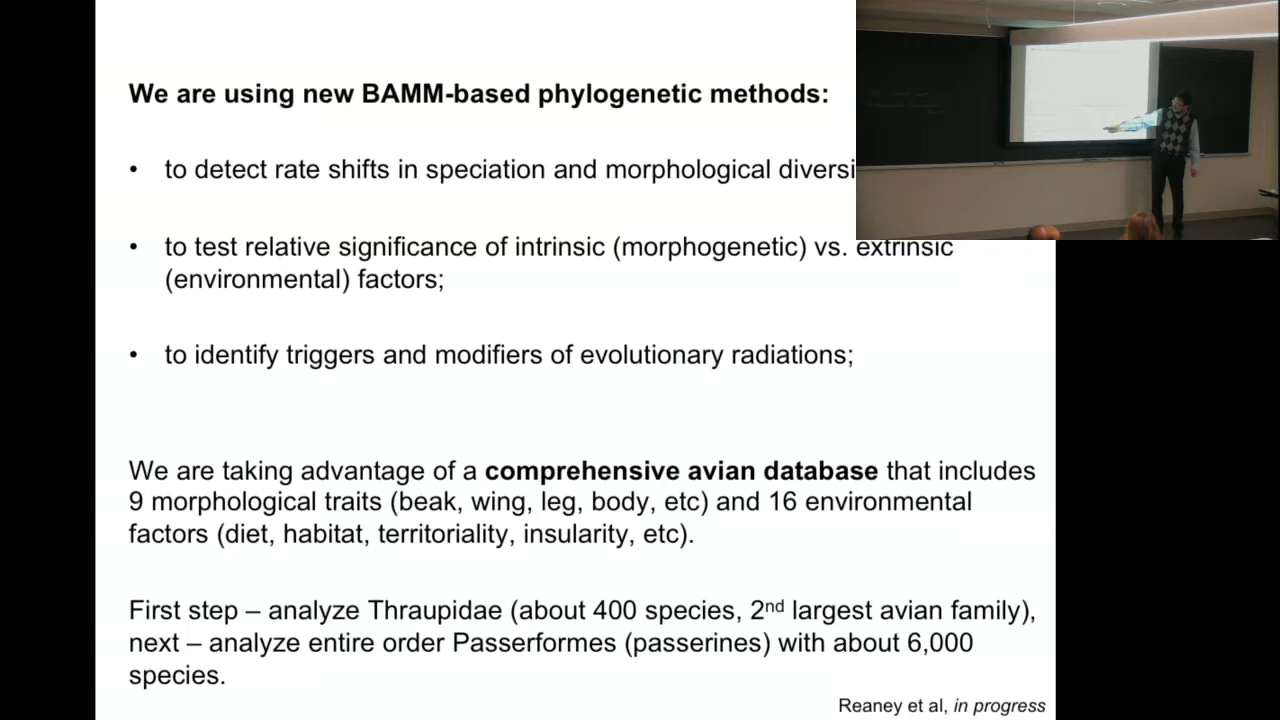 We are using new BAMM-based phylogenetic methods:
• to detect rate shifts in speciation and morphological diversi
• to test relative significance of intrinsic (morphogenetic) vs. extrinsic
(environmental) factors;
• to identify triggers and modifiers of evolutionary radiations;
We are taking advantage of a comprehensive avian database that includes
9 morphological traits (beak, wing, leg, body, etc) and 16 environmental
factors (diet, habitat, territoriality, insularity, etc).
First step – analyze Thraupidae (about 400 species, 2nd largest avian family),
next – analyze entire order Passerformes (passerines) with about 6,000
species.
Reaney et al, in progress